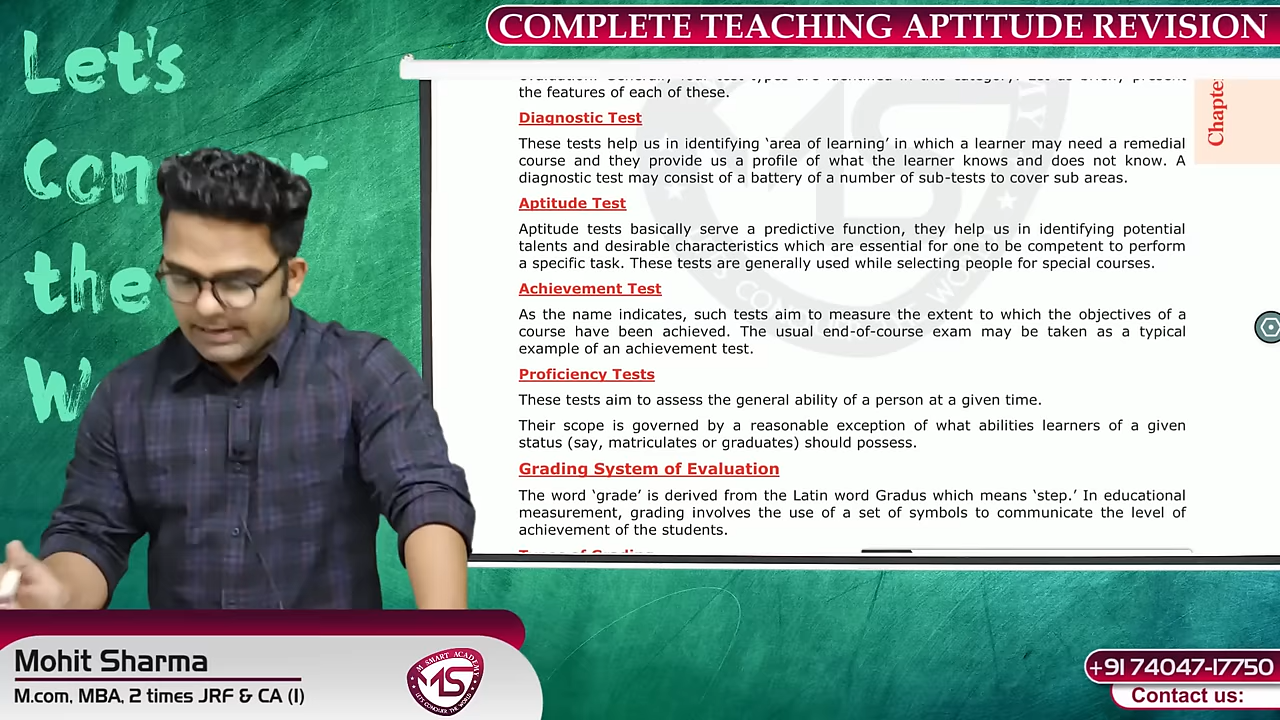 COMPLETE TEACHING APTITUDE REVISION
Let's
the
the features of each of these.
Chapte
Diagnostic Test
These tests help us in identifying ‘area of learning’ in which a learner may need a remedial
course and they provide us a profile of what the learner knows and does not know. A
diagnostic test may consist of a battery of a number of sub-tests to cover sub areas.
Aptitude Test
Aptitude tests basically serve a predictive function, they help us in identifying potential
talents and desirable characteristics which are essential for one to be competent to perform
a specific task. These tests are generally used while selecting people for special courses.
Achievement Test
As the name indicates, such tests aim to measure the extent to which the objectives of a
course have been achieved. The usual end-of-course exam may be taken as a typical
example of an achievement test.
Proficiency Tests
These tests aim to assess the general ability of a person at a given time.
Their scope is governed by a reasonable exception of what abilities learners of a given
status (say, matriculates or graduates) should possess.
Grading System of Evaluation
The word ‘grade’ is derived from the Latin word Gradus which means ‘step.’ In educational
measurement, grading involves the use of a set of symbols to communicate the level of
achievement of the students.
Mohit Sharma
M.com, MBA, 2 times JRF & CA (I)
M SMART ACADEMY
MS
LETS CONQUER THE WORLD
+91 74047-17750
Contact us: